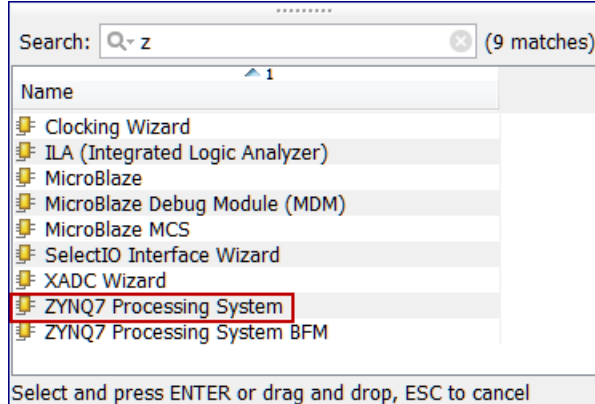 Search: z (9 matches)
1
Name
Clocking Wizard
ILA (Integrated Logic Analyzer)
MicroBlaze
MicroBlaze Debug Module (MDM)
MicroBlaze MCS
SelectIO Interface Wizard
XADC Wizard
ZYNQ7 Processing System
ZYNQ7 Processing System BFM
Select and press ENTER or drag and drop, ESC to cancel